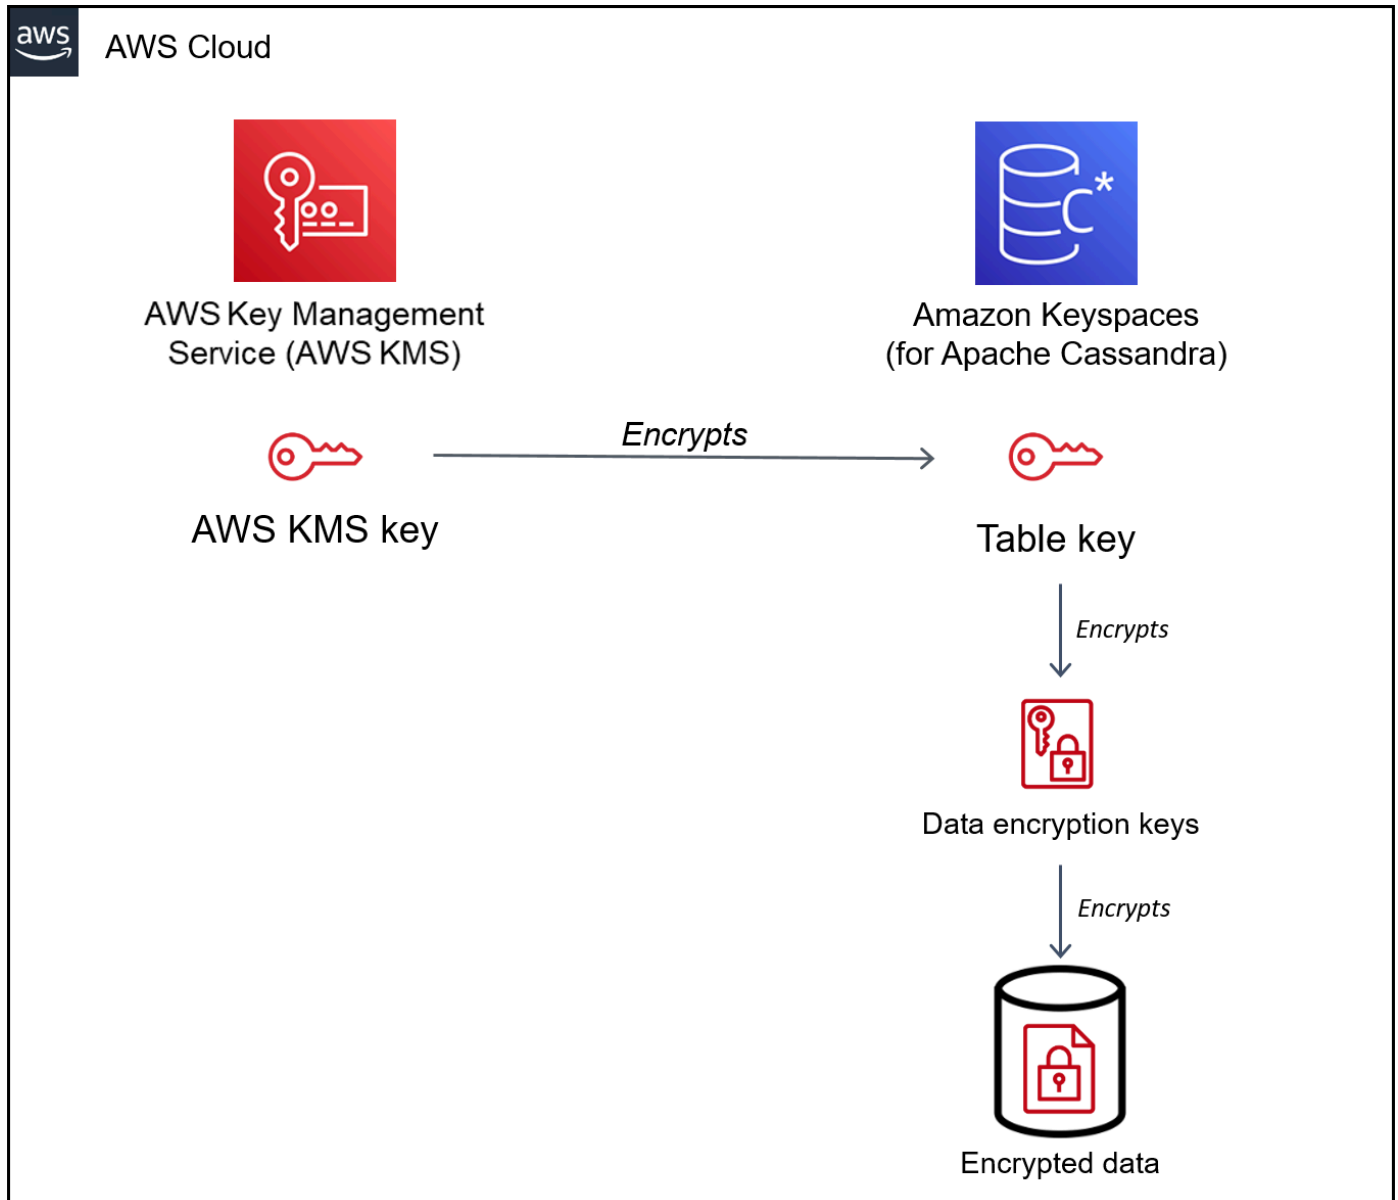 aws
AWS Cloud
C*
AWS Key Management
Service (AWS KMS)
Amazon Keyspaces
(for Apache Cassandra)
Encrypts
AWS KMS key
Table key
Encrypts
Data encryption keys
Encrypts
Encrypted data